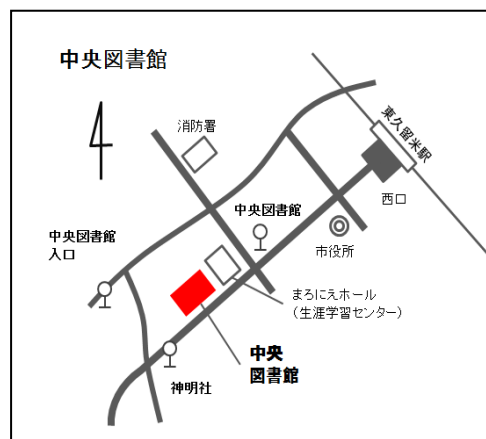 中央図書館
消防署
東久留米駅
西口
中央図書館
市役所
中央図書館
入口
まろにえホール
（生涯学習センター）
中央
図書館
神明社